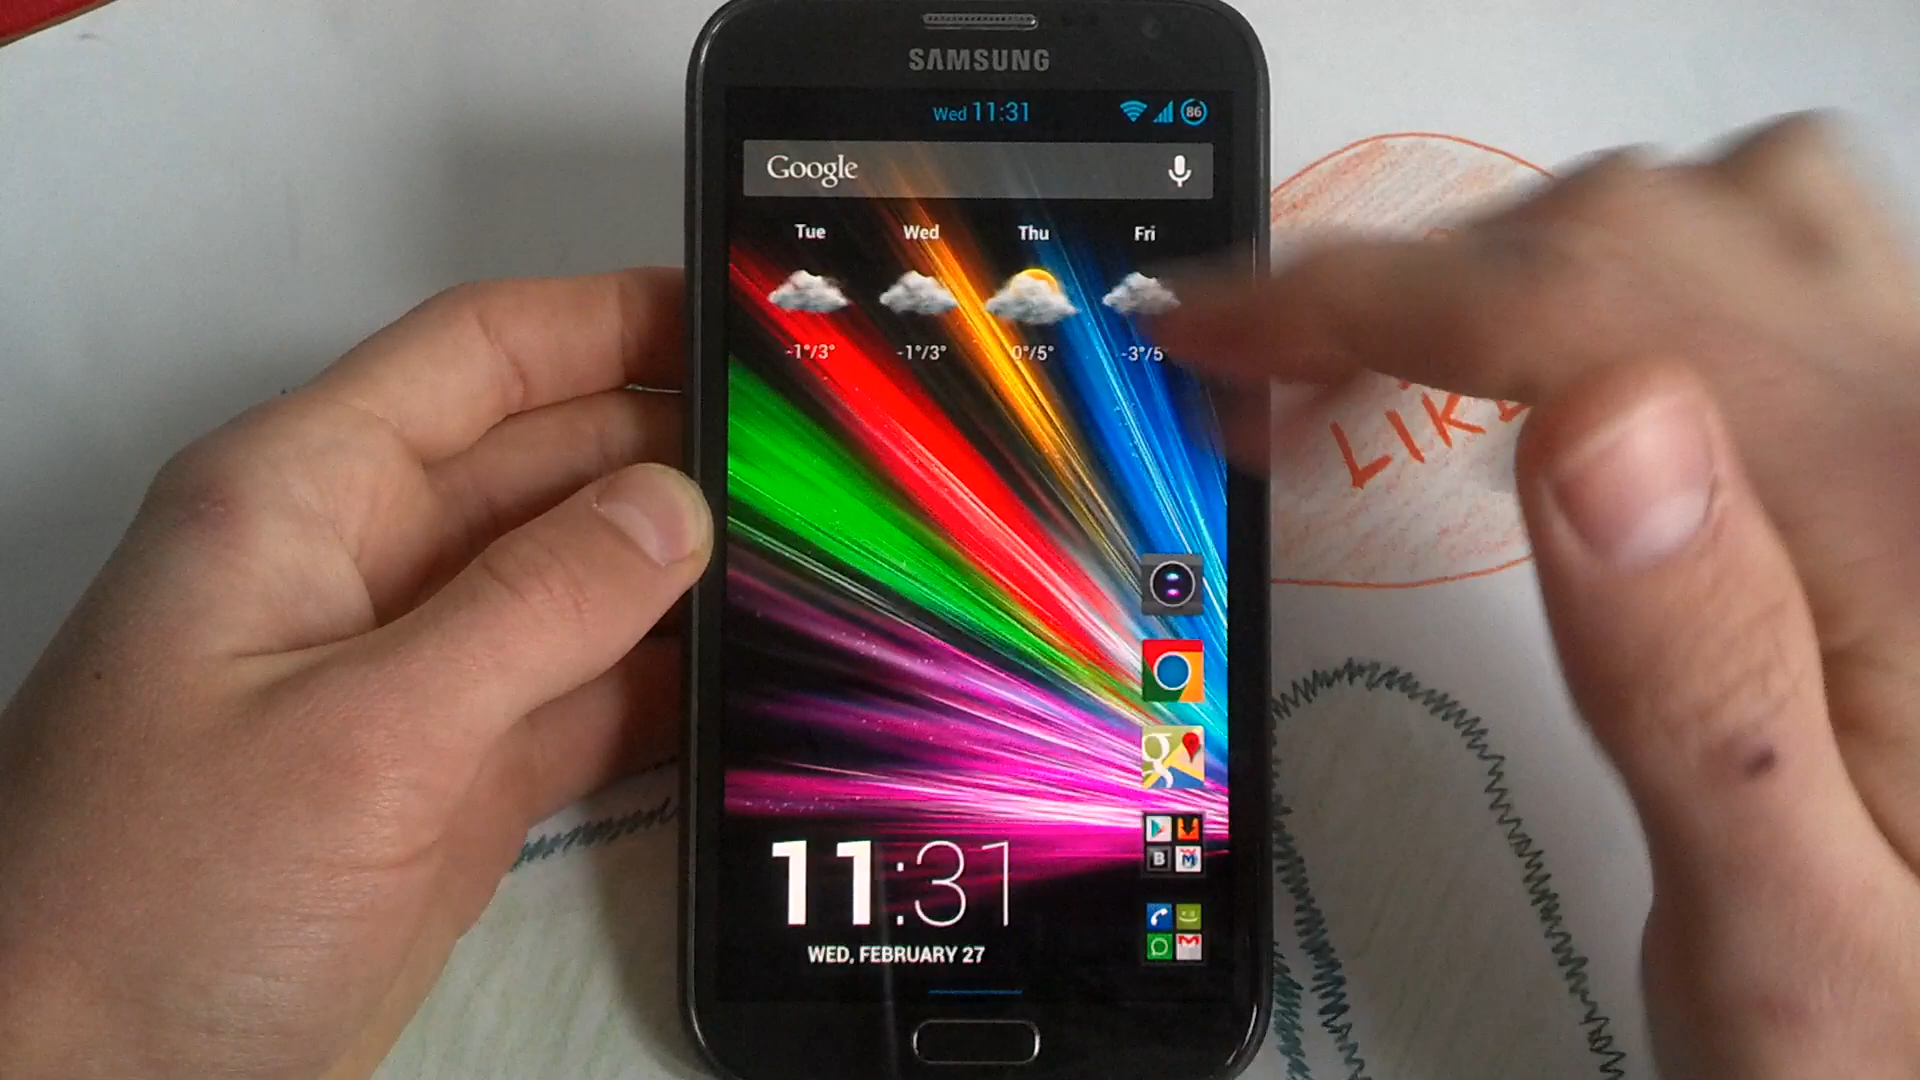 SAMSUNG
Wed 11:31
86
Google
Tue Wed Thu Fri
-1°/3° -1°/3° 0°/5° -3°/5
LIKE
g
B M
11:31
WED, FEBRUARY 27